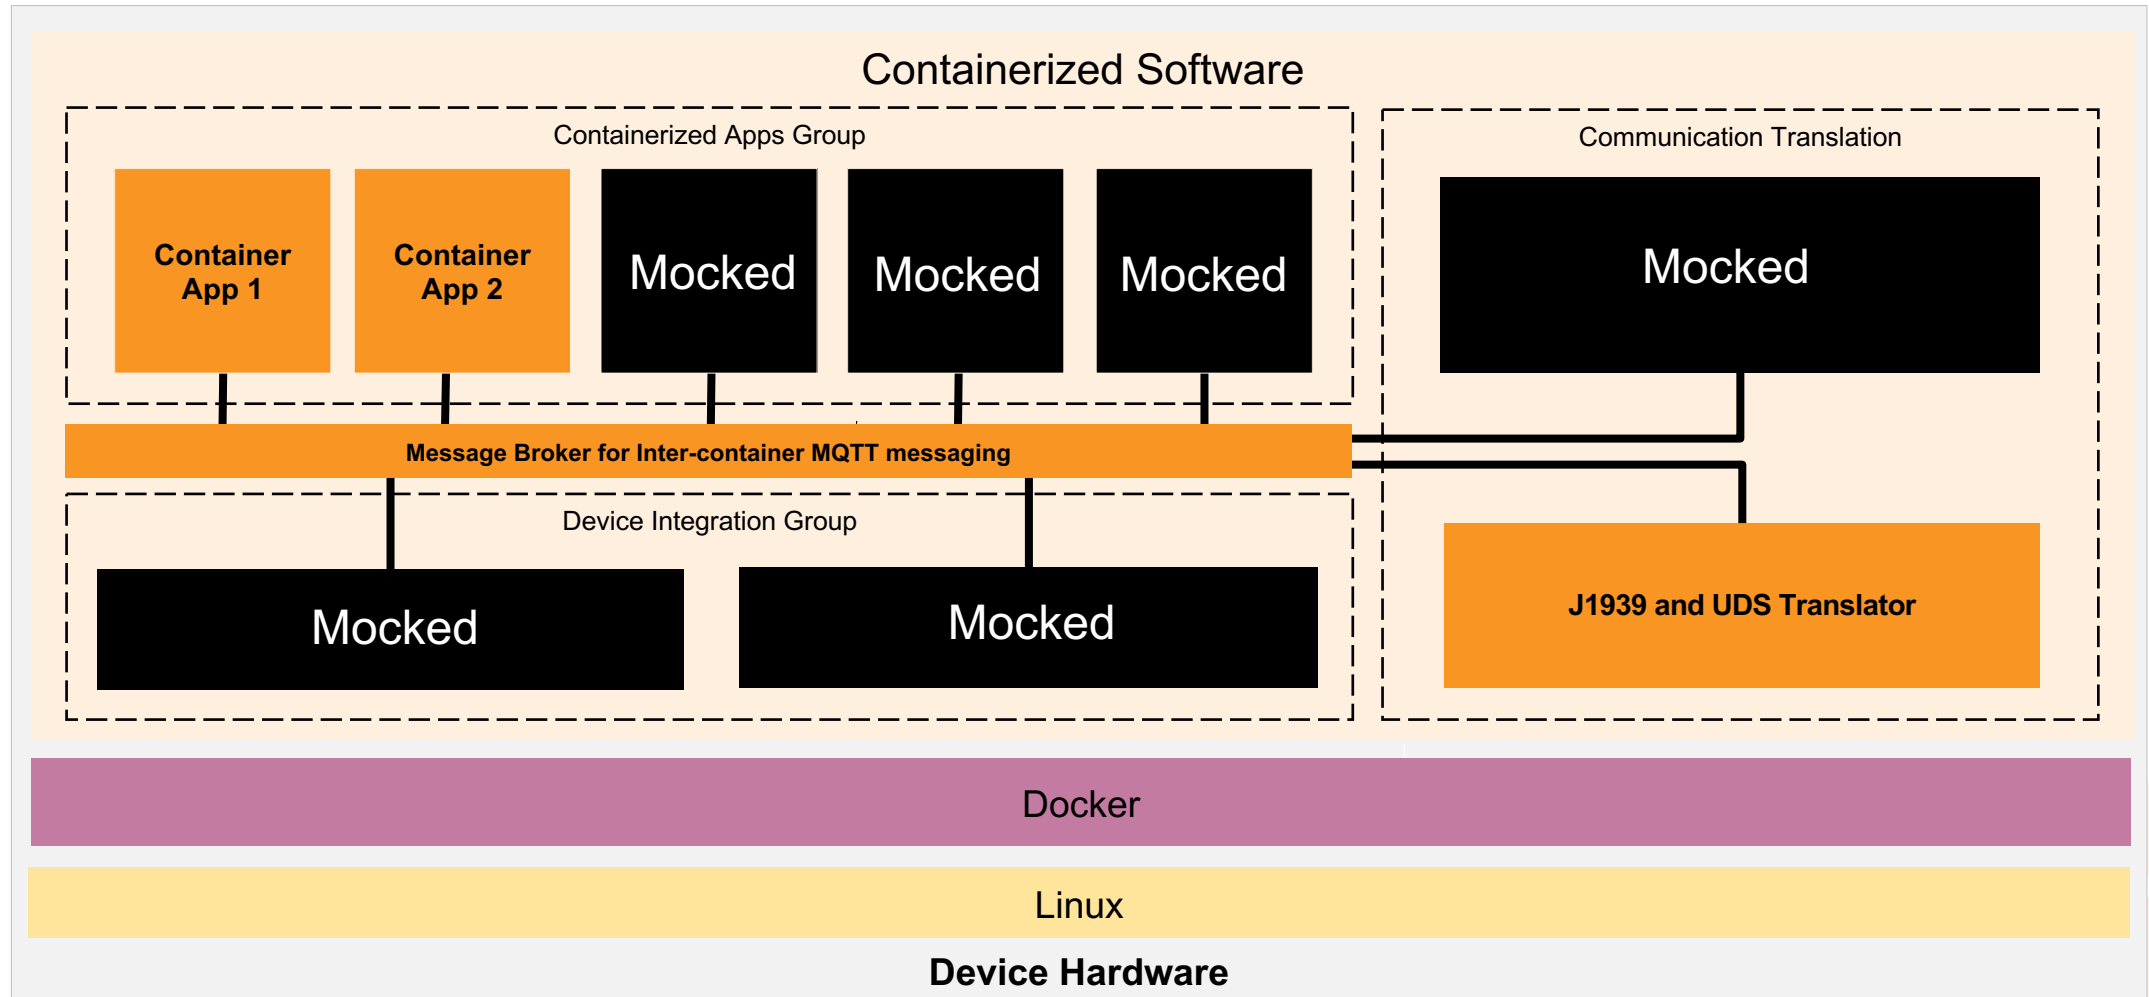 Containerized Software
Containerized Apps Group
Communication Translation
Container
App 1
Container
App 2
Mocked
Mocked
Mocked
Mocked
Message Broker for Inter-container MQTT messaging
Device Integration Group
Mocked
Mocked
J1939 and UDS Translator
Docker
Linux
Device Hardware